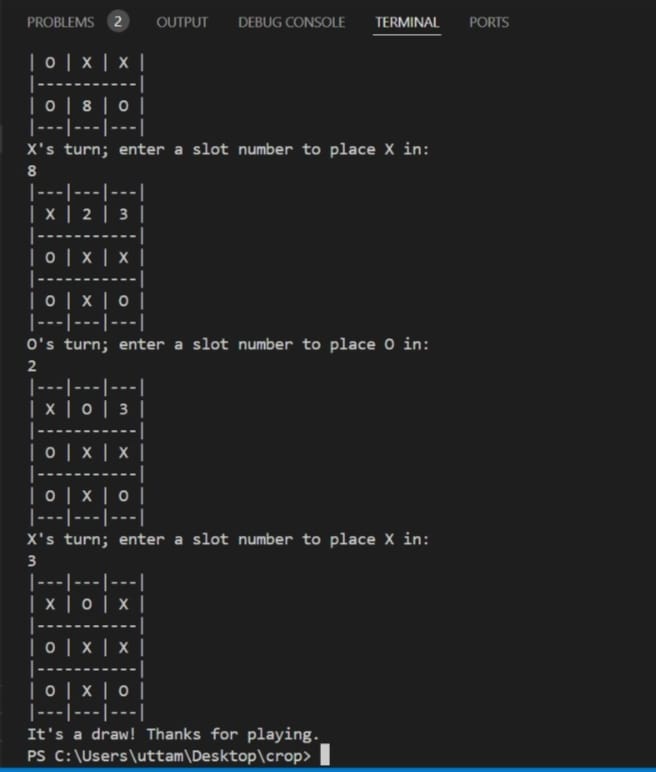 PROBLEMS 2 OUTPUT DEBUG CONSOLE TERMINAL PORTS
| O | X | X |
|-----------|
| O | 8 | O |
|---|---|---|
X's turn; enter a slot number to place X in:
8
|---|---|---|
| X | 2 | 3 |
|-----------|
| O | X | X |
|-----------|
| O | X | O |
|---|---|---|
O's turn; enter a slot number to place O in:
2
|---|---|---|
| X | O | 3 |
|-----------|
| O | X | X |
|-----------|
| O | X | O |
|---|---|---|
X's turn; enter a slot number to place X in:
3
|---|---|---|
| X | O | X |
|-----------|
| O | X | X |
|-----------|
| O | X | O |
|---|---|---|
It's a draw! Thanks for playing.
PS C:\Users\uttam\Desktop\crop>